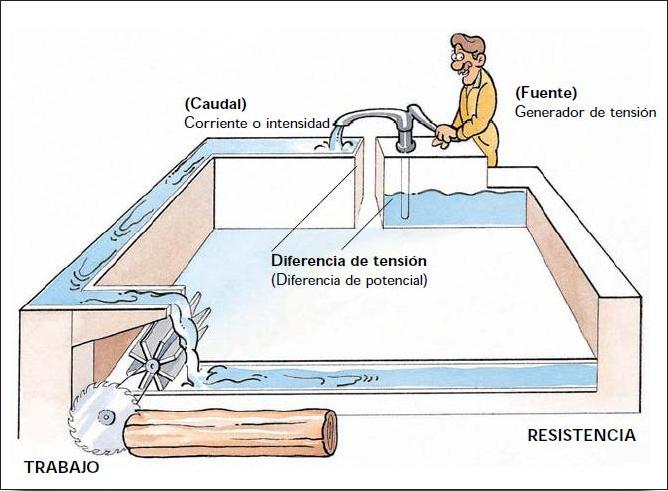 (Caudal)
Corriente o intensidad
(Fuente)
Generador de tensión
Diferencia de tensión
(Diferencia de potencial)
RESISTENCIA
TRABAJO